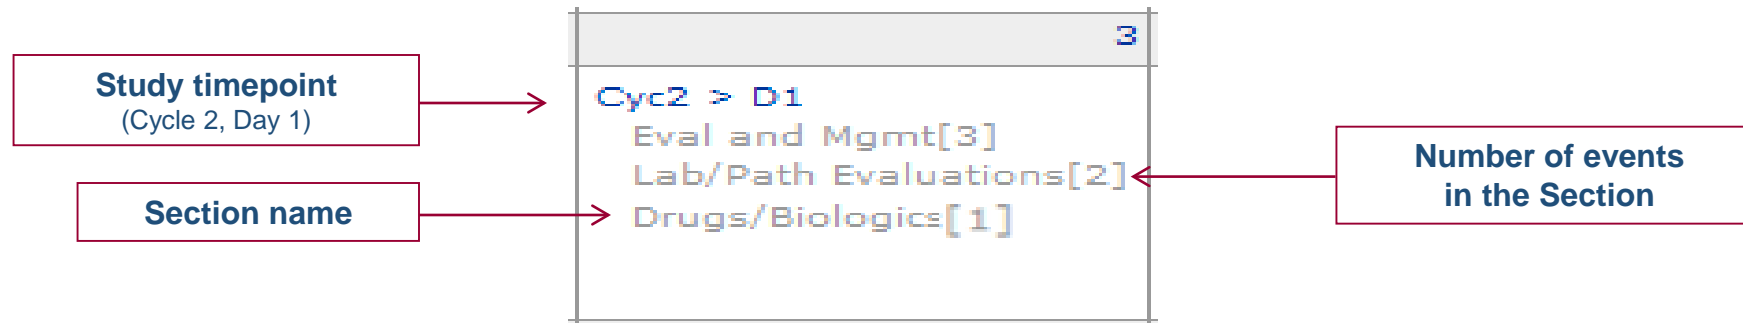 3
Study timepoint
(Cycle 2, Day 1)
Cyc2 > D1
Eval and Mgmt[3]
Lab/Path Evaluations[2]
Drugs/Biologics[1]
Section name
Number of events
in the Section